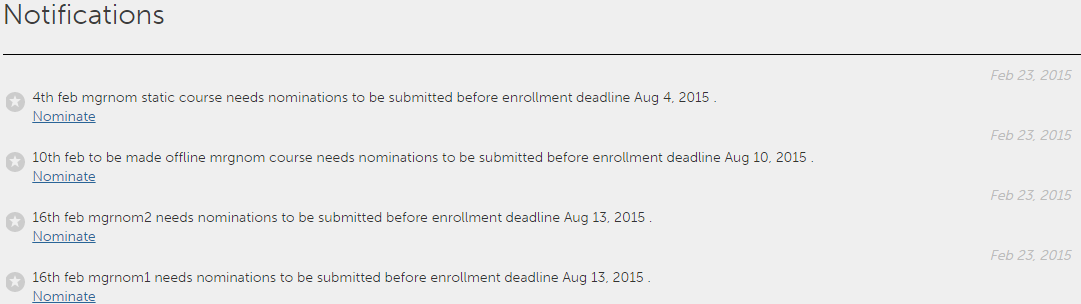 Notifications
Feb 23, 2015
4th feb mgrnom static course needs nominations to be submitted before enrollment deadline Aug 4, 2015 .
Nominate
Feb 23, 2015
10th feb to be made offline mrgnom course needs nominations to be submitted before enrollment deadline Aug 10, 2015 .
Nominate
Feb 23, 2015
16th feb mgrnom2 needs nominations to be submitted before enrollment deadline Aug 13, 2015 .
Nominate
Feb 23, 2015
16th feb mgrnom1 needs nominations to be submitted before enrollment deadline Aug 13, 2015 .
Nominate